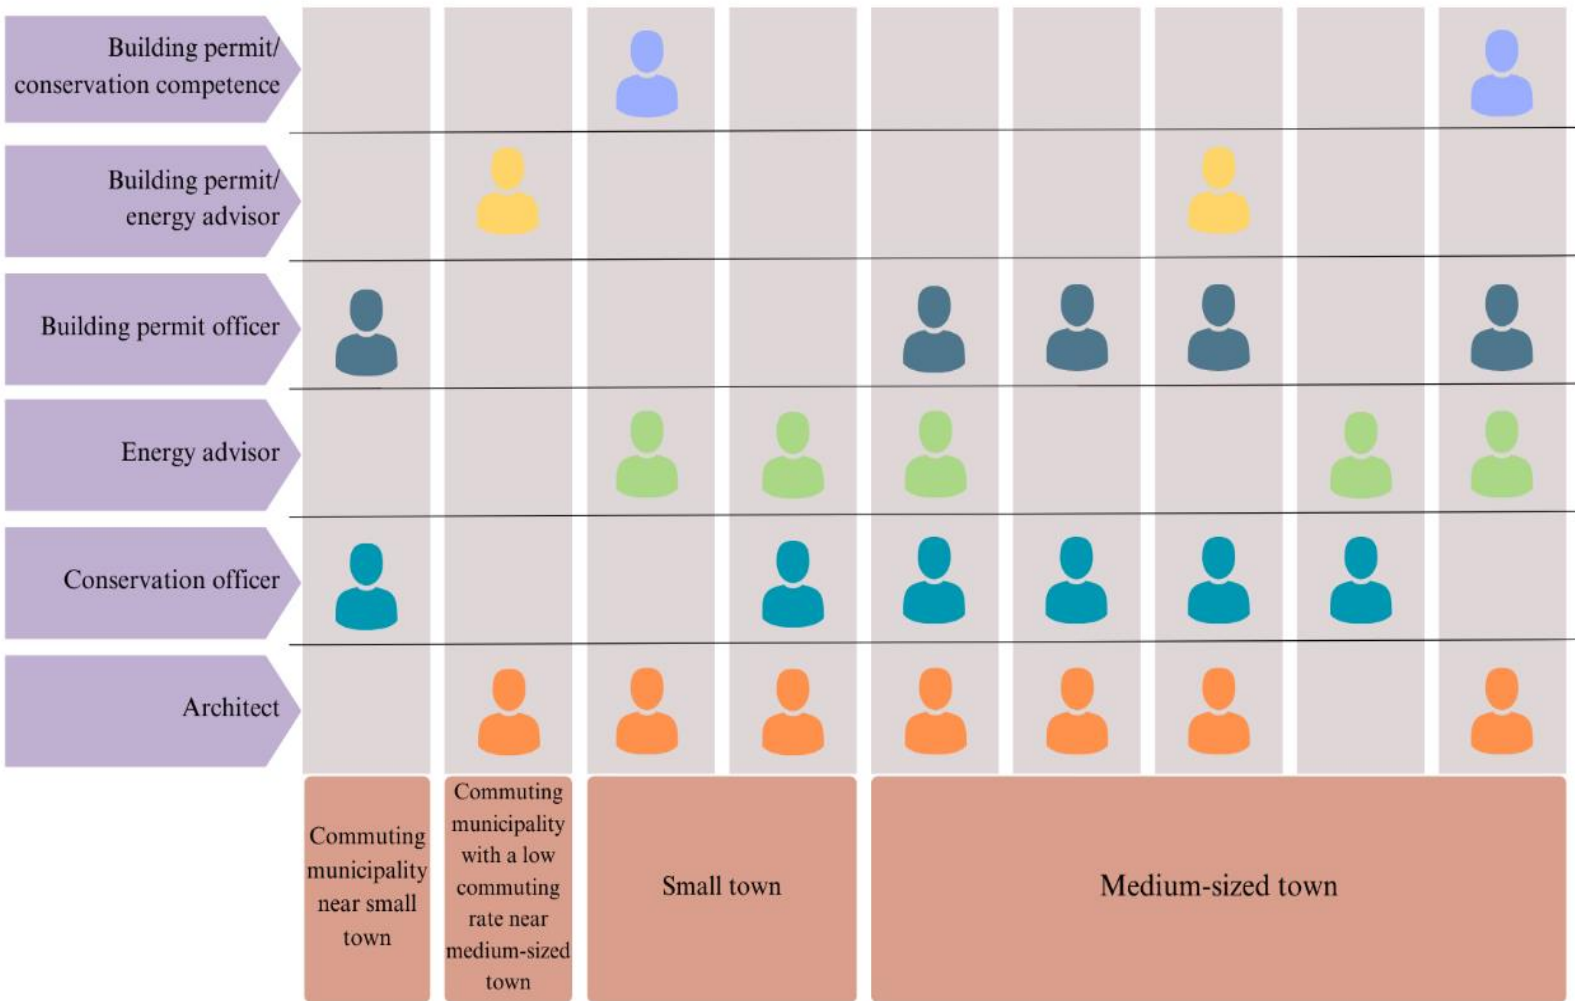 Building permit/
conservation competence
Building permit/
energy advisor
Building permit officer
Energy advisor
Conservation officer
Architect
Commuting
municipality
near small
town
Commuting
municipality
with a low
commuting
rate near
medium-sized
town
Small town
Medium-sized town